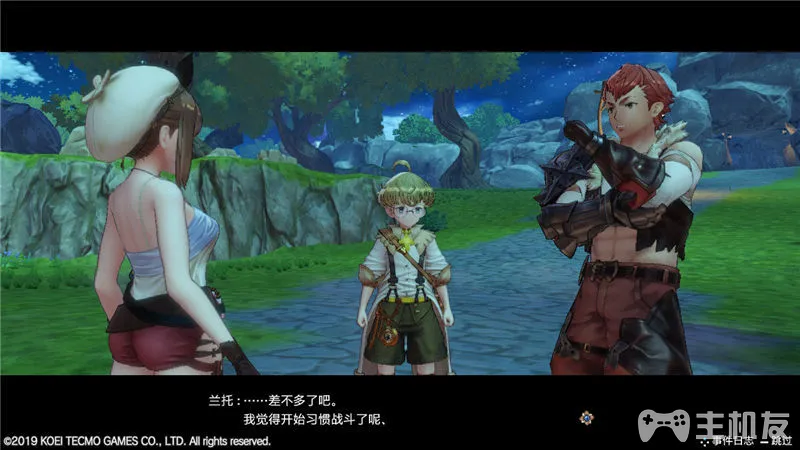 兰托：……差不多了吧。
我觉得开始习惯战斗了呢、
主机友
事件日志 跳过
©2019 KOEI TECMO GAMES CO., LTD. All rights reserved.